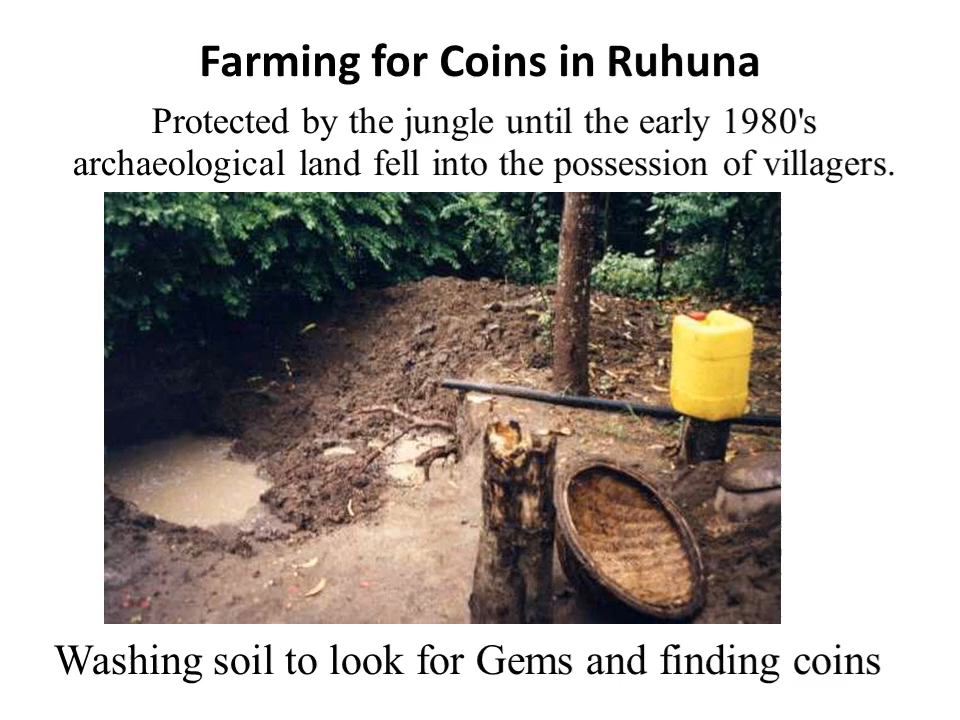 Farming for Coins in Ruhuna
Protected by the jungle until the early 1980's
archaeological land fell into the possession of villagers.
Washing soil to look for Gems and finding coins